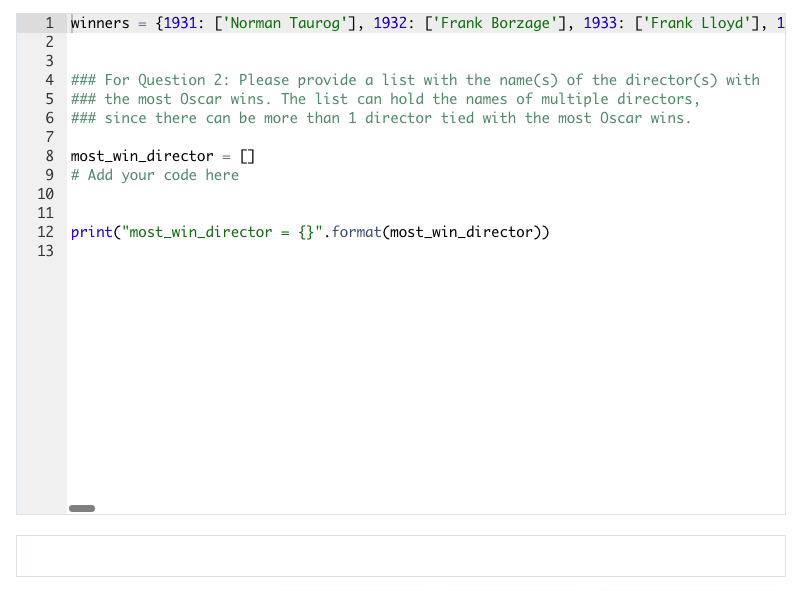 1 winners = {1931: ['Norman Taurog'], 1932: ['Frank Borzage'], 1933: ['Frank Lloyd'], 1
2
3
4 ### For Question 2: Please provide a list with the name(s) of the director(s) with
5 ### the most Oscar wins. The list can hold the names of multiple directors,
6 ### since there can be more than 1 director tied with the most Oscar wins.
7
8 most_win_director = []
9 # Add your code here
10
11
12 print("most_win_director = {}".format(most_win_director))
13